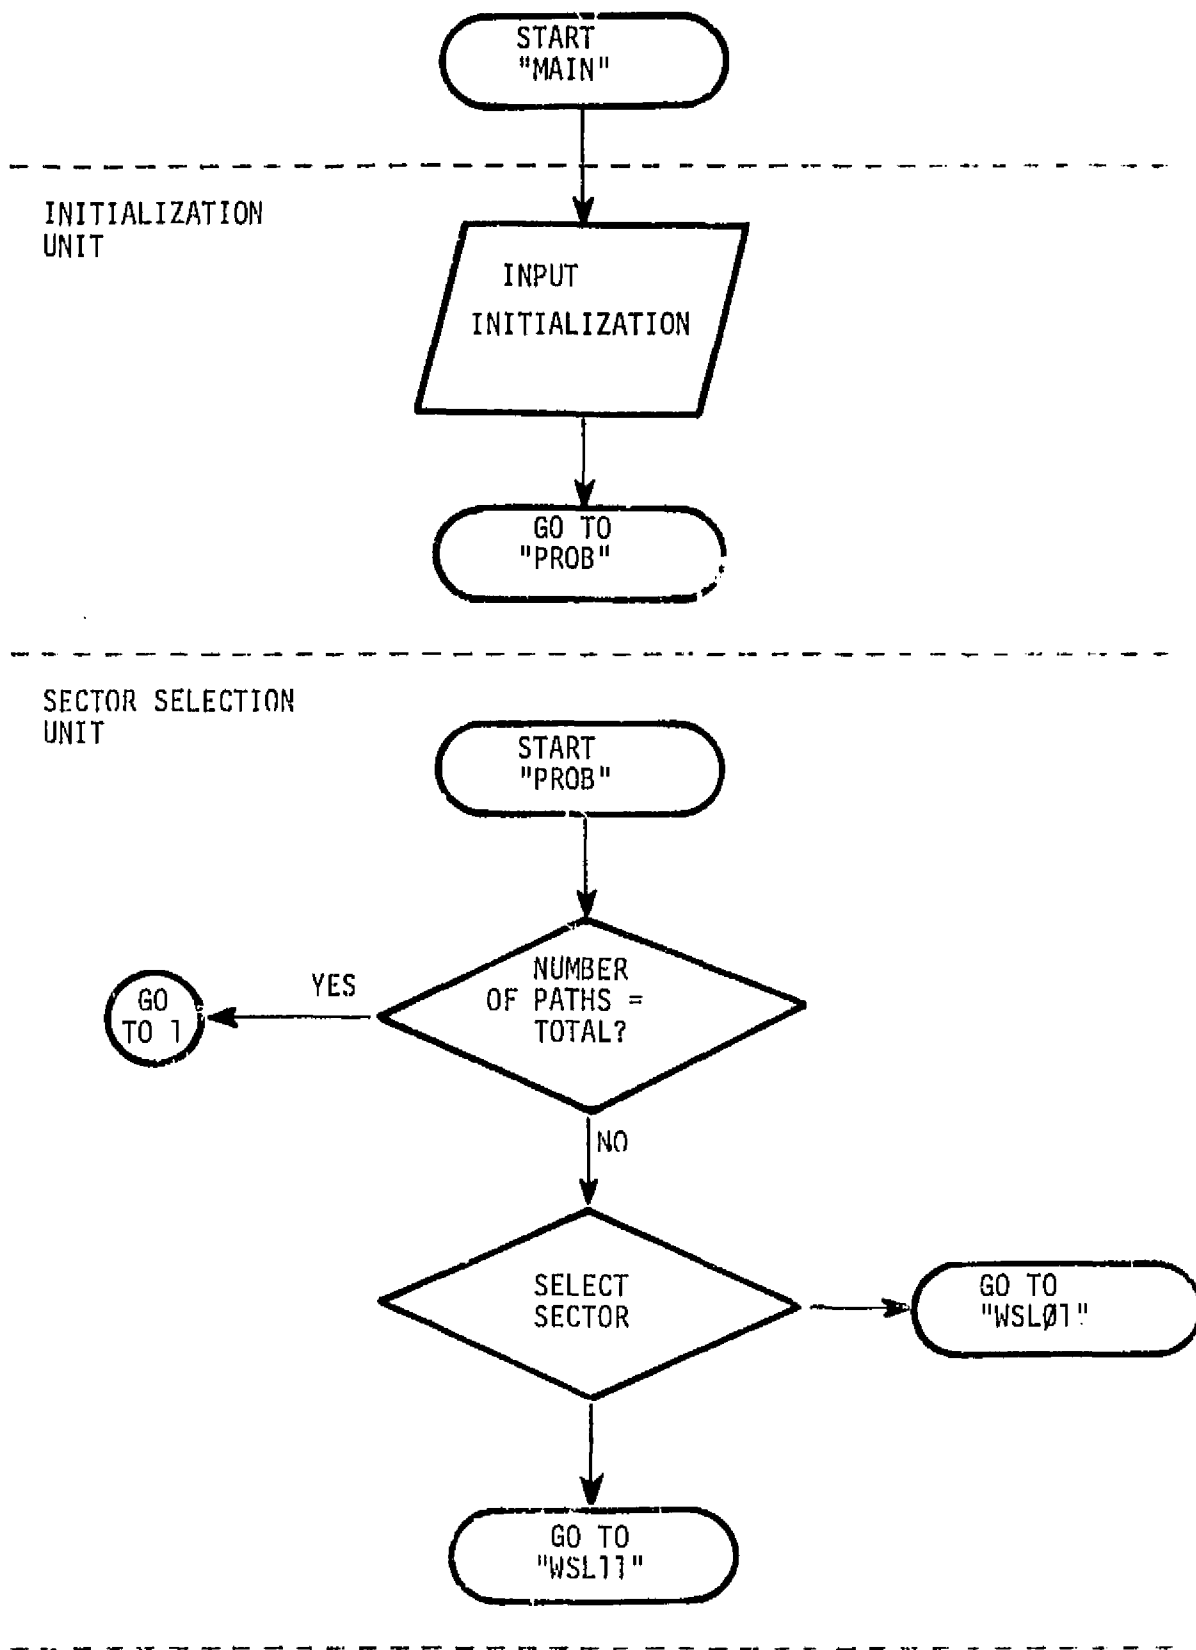 START
"MAIN"
INITIALIZATION
UNIT
INPUT
INITIALIZATION
GO TO
"PROB"
SECTOR SELECTION
UNIT
START
"PROB"
NUMBER
OF PATHS =
TOTAL?
YES
GO
TO 1
NO
SELECT
SECTOR
GO TO
"WSLØ1"
GO TO
"WSL11"